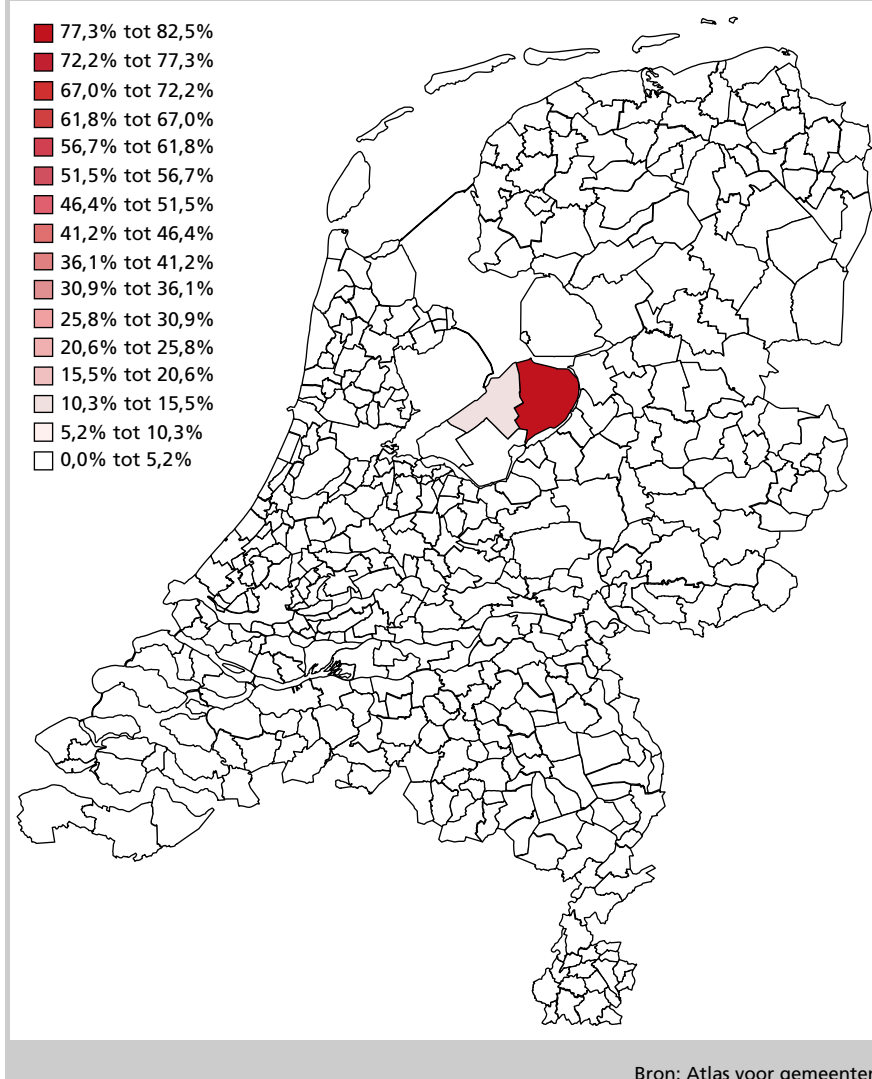 77,3% tot 82,5%
72,2% tot 77,3%
67,0% tot 72,2%
61,8% tot 67,0%
56,7% tot 61,8%
51,5% tot 56,7%
46,4% tot 51,5%
41,2% tot 46,4%
36,1% tot 41,2%
30,9% tot 36,1%
25,8% tot 30,9%
20,6% tot 25,8%
15,5% tot 20,6%
10,3% tot 15,5%
5,2% tot 10,3%
0,0% tot 5,2%
Bron: Atlas voor gemeenten